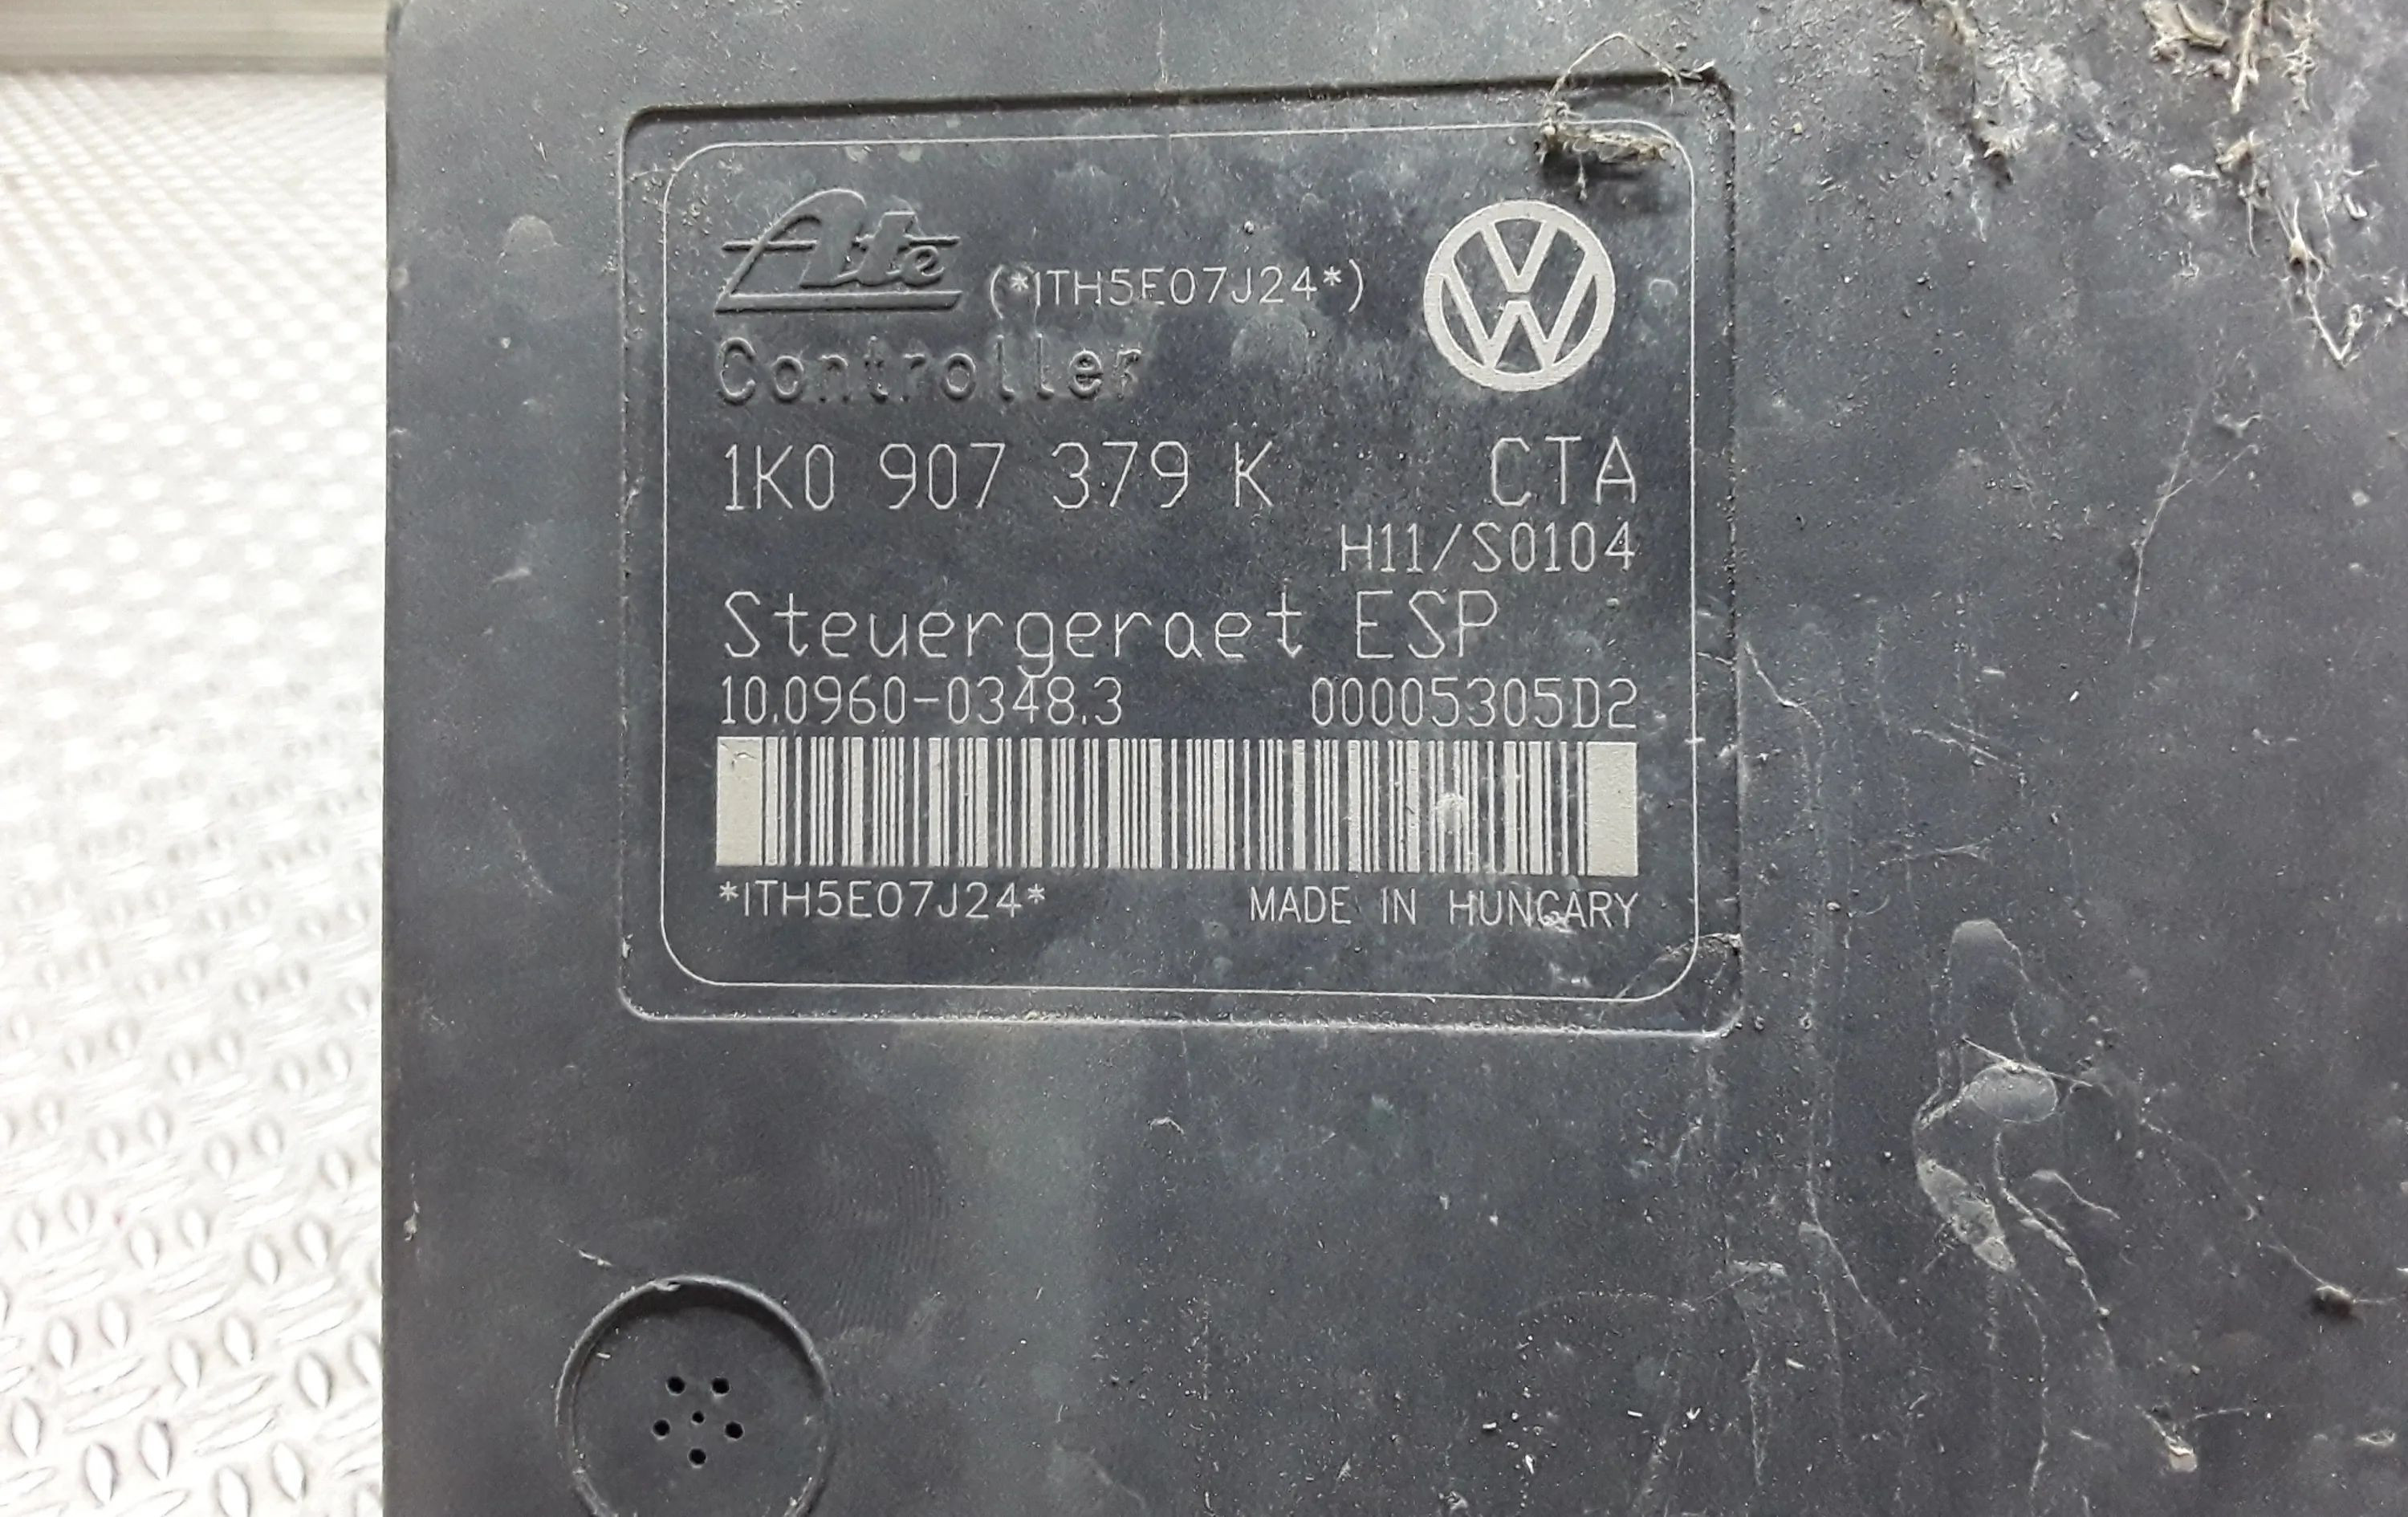 Ate (*ITH5E07J24*)
Controller
1K0 907 379 K CTA
H11/S0104
Steuergeraet ESP
10.0960-0348.3 00005305D2
*ITH5E07J24* MADE IN HUNGARY